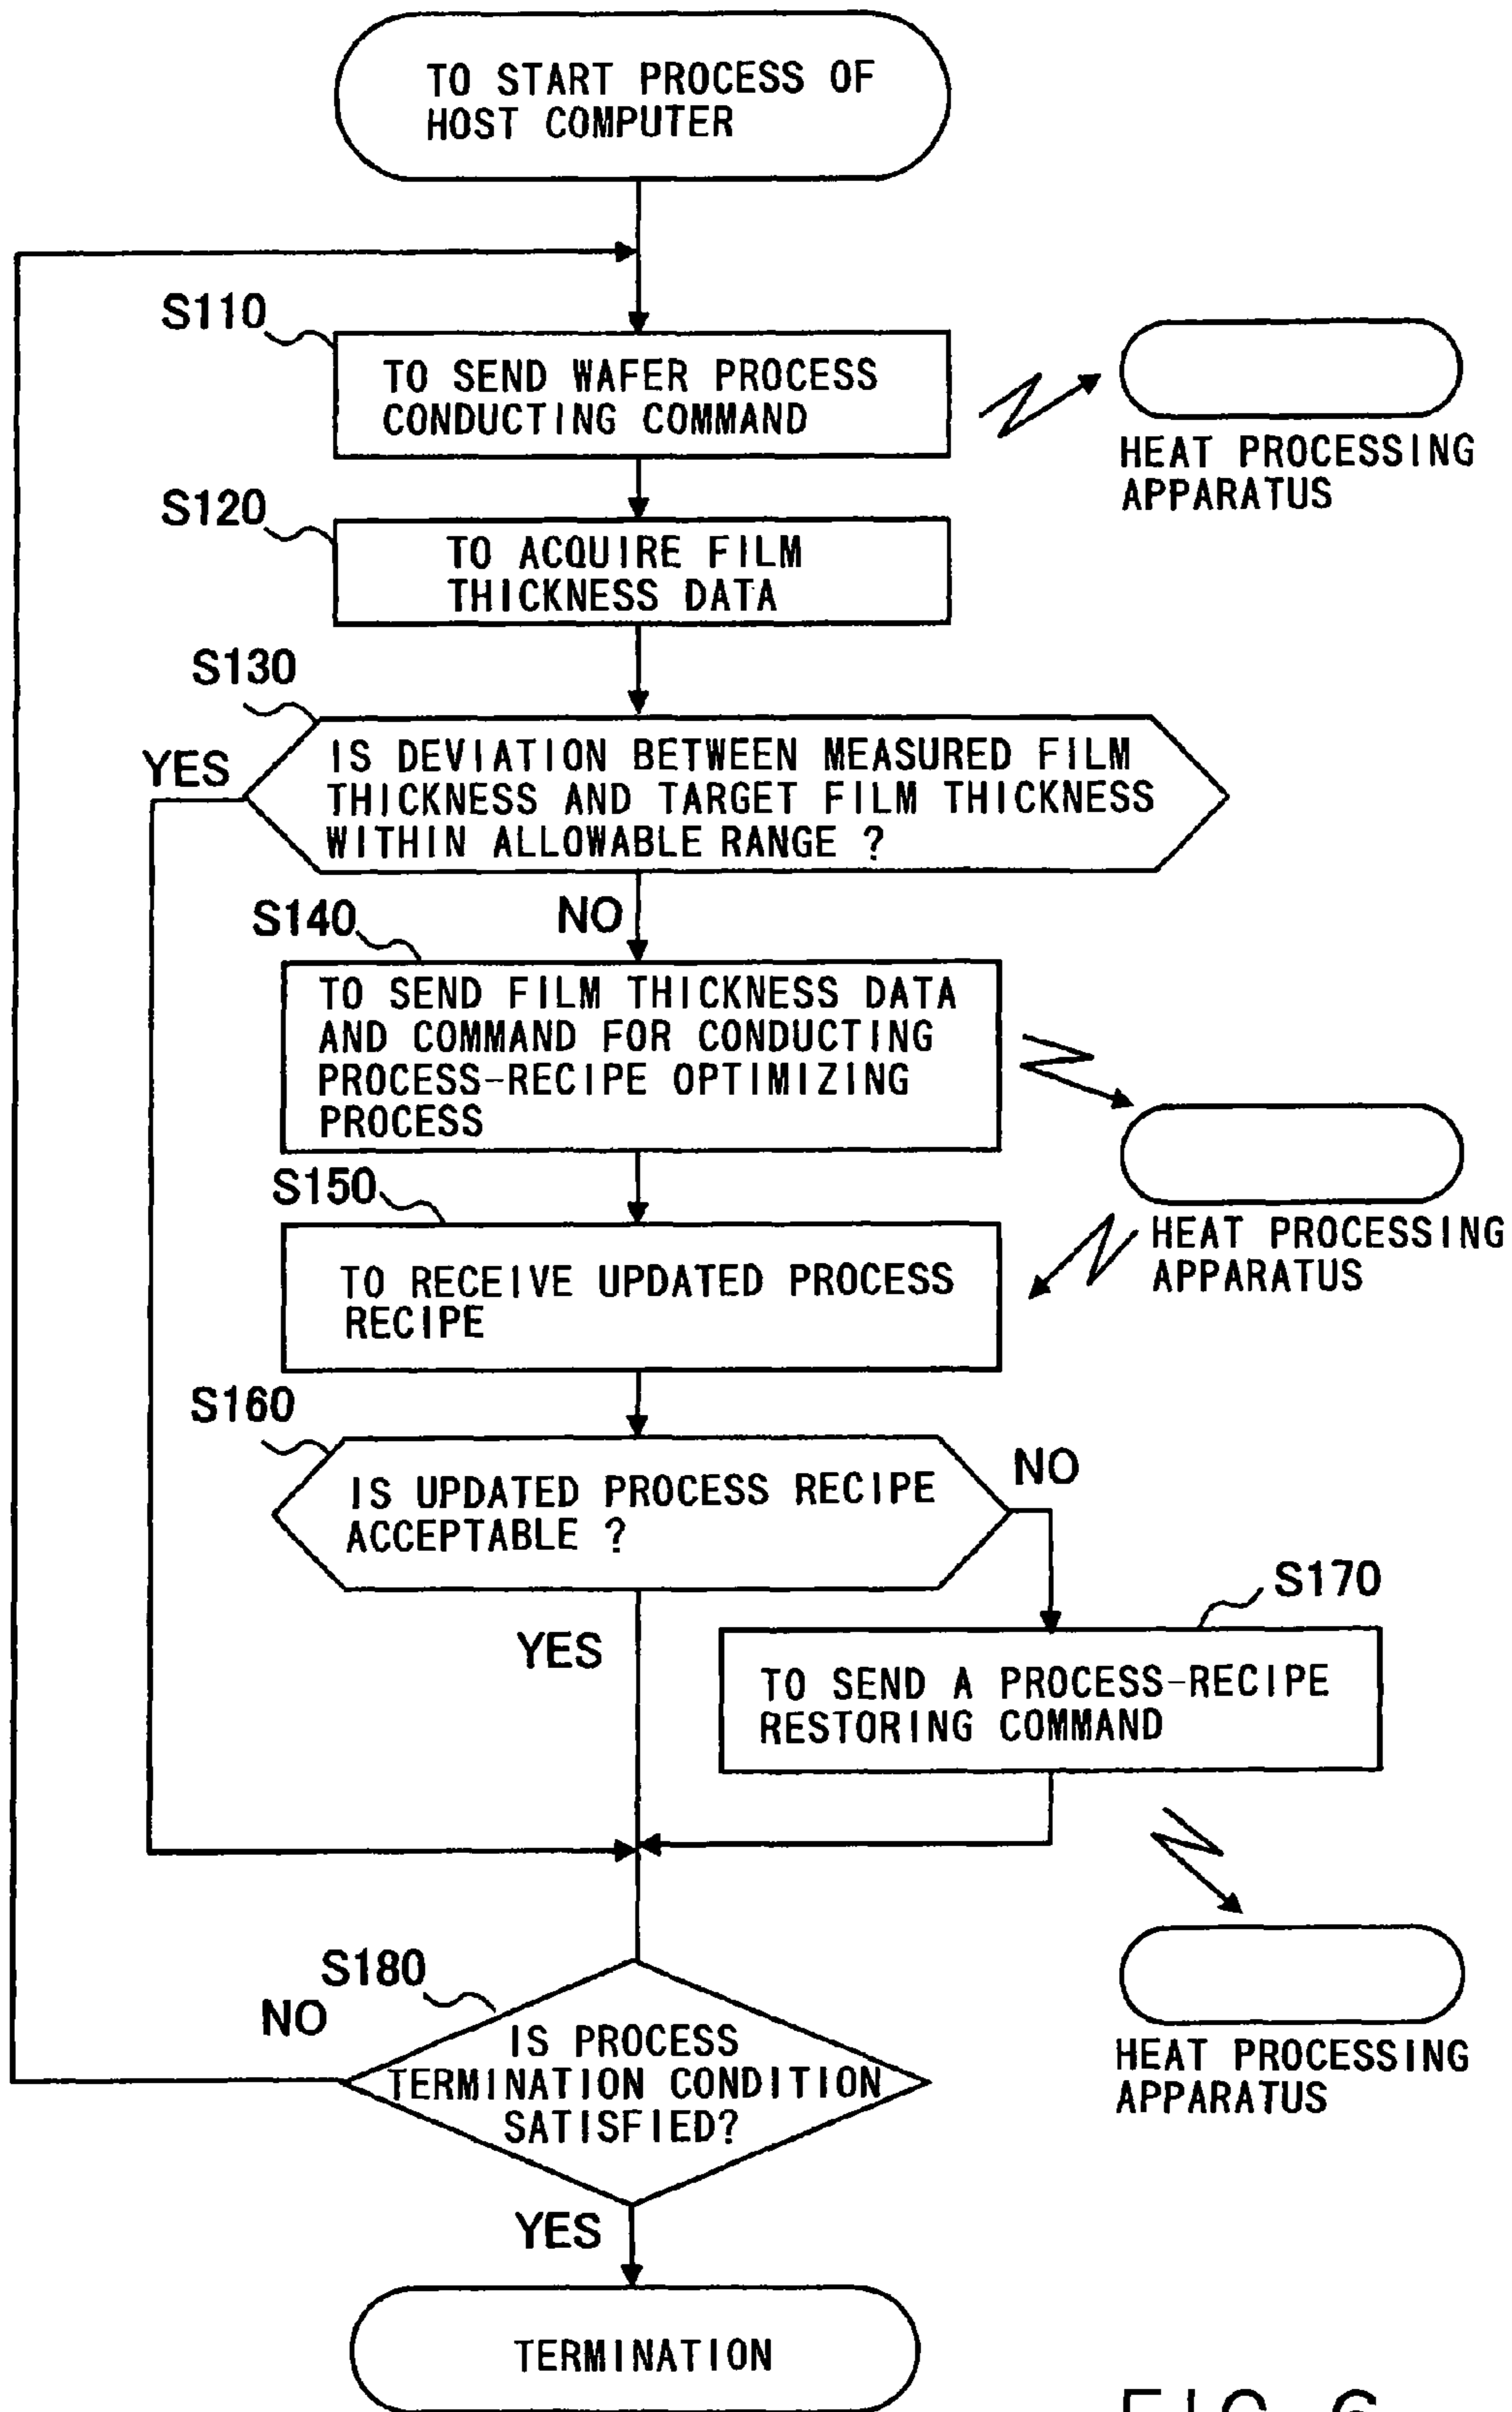 TO START PROCESS OF
HOST COMPUTER
S110
TO SEND WAFER PROCESS
CONDUCTING COMMAND
HEAT PROCESSING
APPARATUS
S120
TO ACQUIRE FILM
THICKNESS DATA
S130
YES
IS DEVIATION BETWEEN MEASURED FILM
THICKNESS AND TARGET FILM THICKNESS
WITHIN ALLOWABLE RANGE ?
NO
S140
TO SEND FILM THICKNESS DATA
AND COMMAND FOR CONDUCTING
PROCESS-RECIPE OPTIMIZING
PROCESS
HEAT PROCESSING
APPARATUS
S150
TO RECEIVE UPDATED PROCESS
RECIPE
S160
IS UPDATED PROCESS RECIPE
ACCEPTABLE ?
NO
YES
S170
TO SEND A PROCESS-RECIPE
RESTORING COMMAND
HEAT PROCESSING
APPARATUS
S180
NO
IS PROCESS
TERMINATION CONDITION
SATISFIED?
YES
TERMINATION